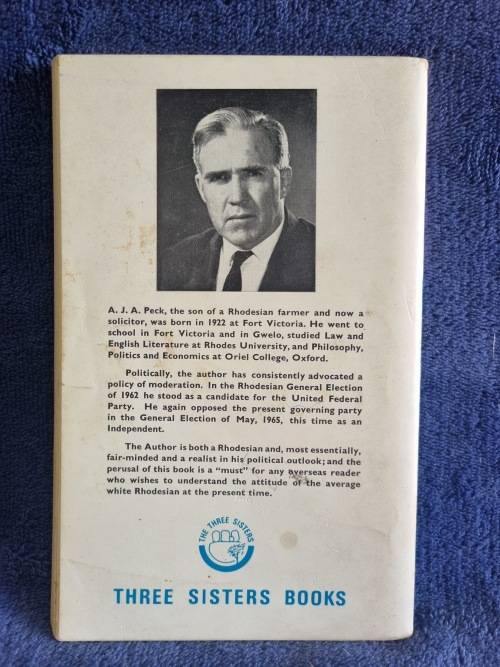 A. J. A. Peck, the son of a Rhodesian farmer and now a
solicitor, was born in 1922 at Fort Victoria. He went to
school in Fort Victoria and in Gwelo, studied Law and
English Literature at Rhodes University, and Philosophy,
Politics and Economics at Oriel College, Oxford.
Politically, the author has consistently advocated a
policy of moderation. In the Rhodesian General Election
of 1962 he stood as a candidate for the United Federal
Party. He again opposed the present governing party
in the General Election of May, 1965, this time as an
Independent.
The Author is both a Rhodesian and, most essentially,
fair-minded and a realist in his political outlook; and the
perusal of this book is a "must" for any overseas reader
who wishes to understand the attitude of the average
white Rhodesian at the present time.
THE THREE SISTERS
THREE SISTERS BOOKS